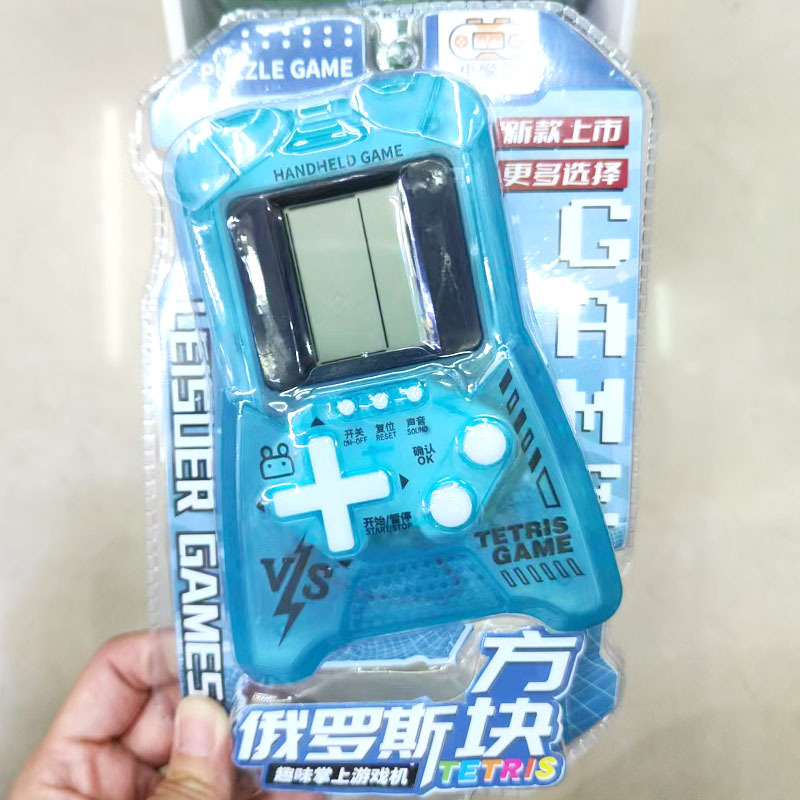 PUZZLE GAME
新款上市
更多选择
HANDHELD GAME
GAME
开关
ON-OFF
复位
RESET
声音
SOUND
确认
OK
开始/暂停
START/STOP
TETRIS
GAME
V/S
LEISUER GAMES
俄罗斯方块
趣味掌上游戏机
TETRIS